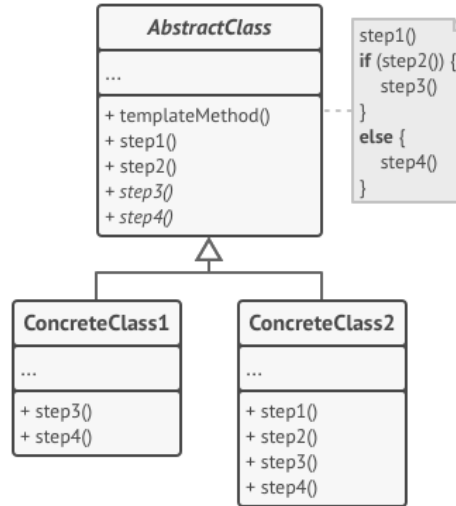 AbstractClass
...
+ templateMethod()
+ step1()
+ step2()
+ step3()
+ step4()
step1()
if (step2()) {
step3()
}
else {
step4()
}
ConcreteClass1
...
+ step3()
+ step4()
ConcreteClass2
...
+ step1()
+ step2()
+ step3()
+ step4()